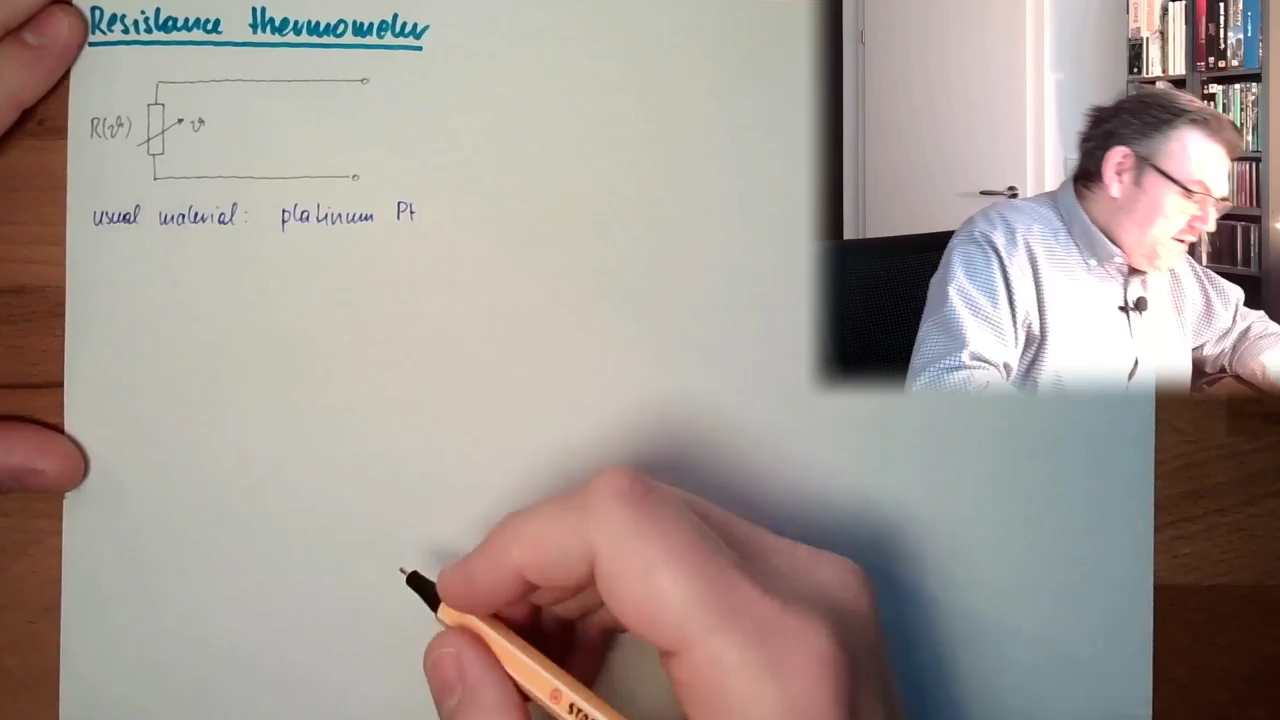 Resistance thermometer
R(ϑ) ϑ
usual material: platinum Pt